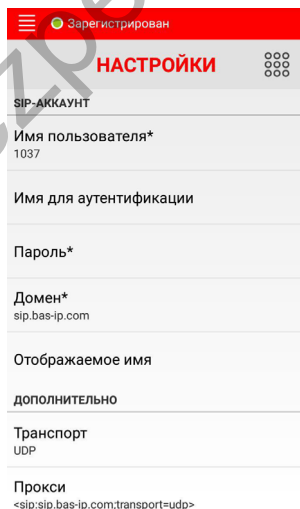 Зарегистрирован
НАСТРОЙКИ
SIP-АККАУНТ
Имя пользователя*
1037
Имя для аутентификации
Пароль*
Домен*
sip.bas-ip.com
Отображаемое имя
ДОПОЛНИТЕЛЬНО
Транспорт
UDP
Прокси
<sip:sip.bas-ip.com;transport=udp>